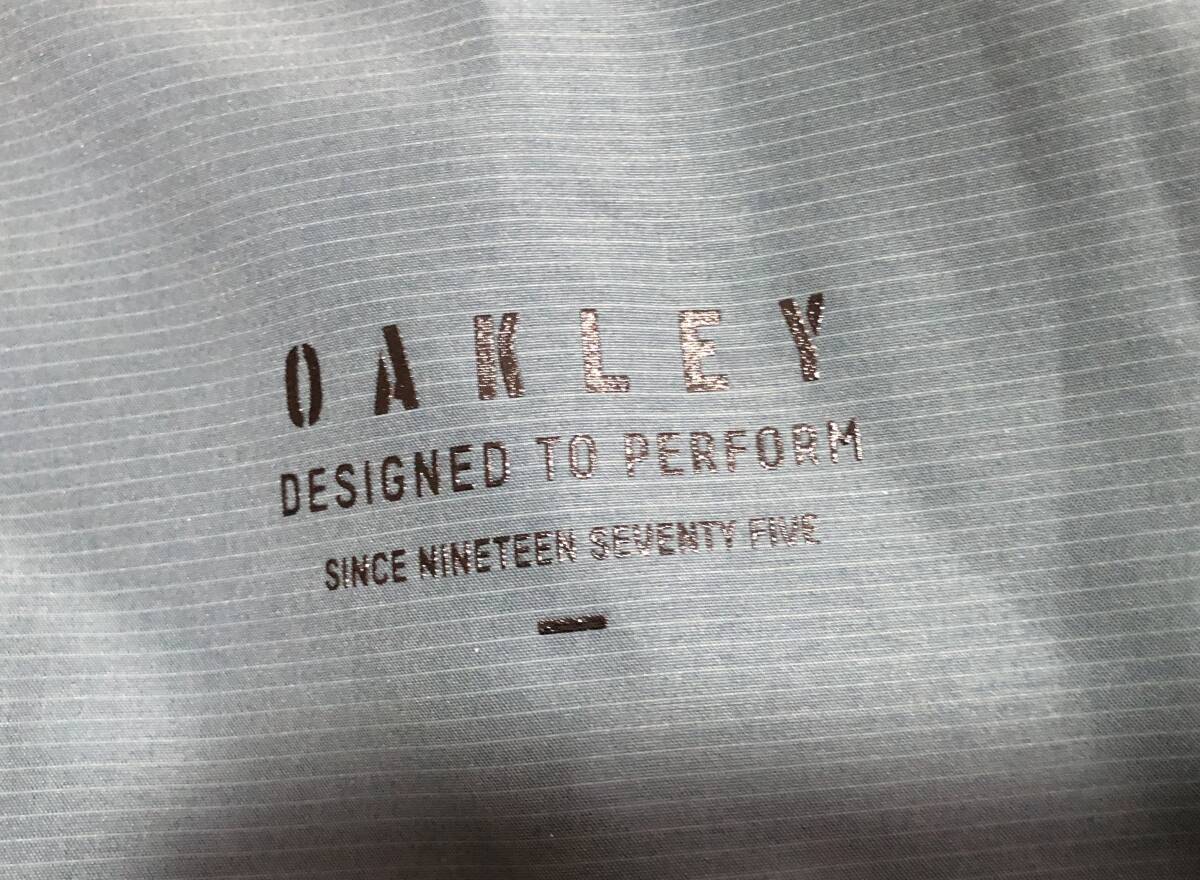 OAKLEY
DESIGNED TO PERFORM
SINCE NINETEEN SEVENTY FIVE